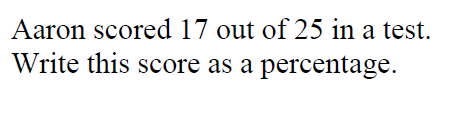 Aaron scored 17 out of 25 in a test.
Write this score as a percentage.